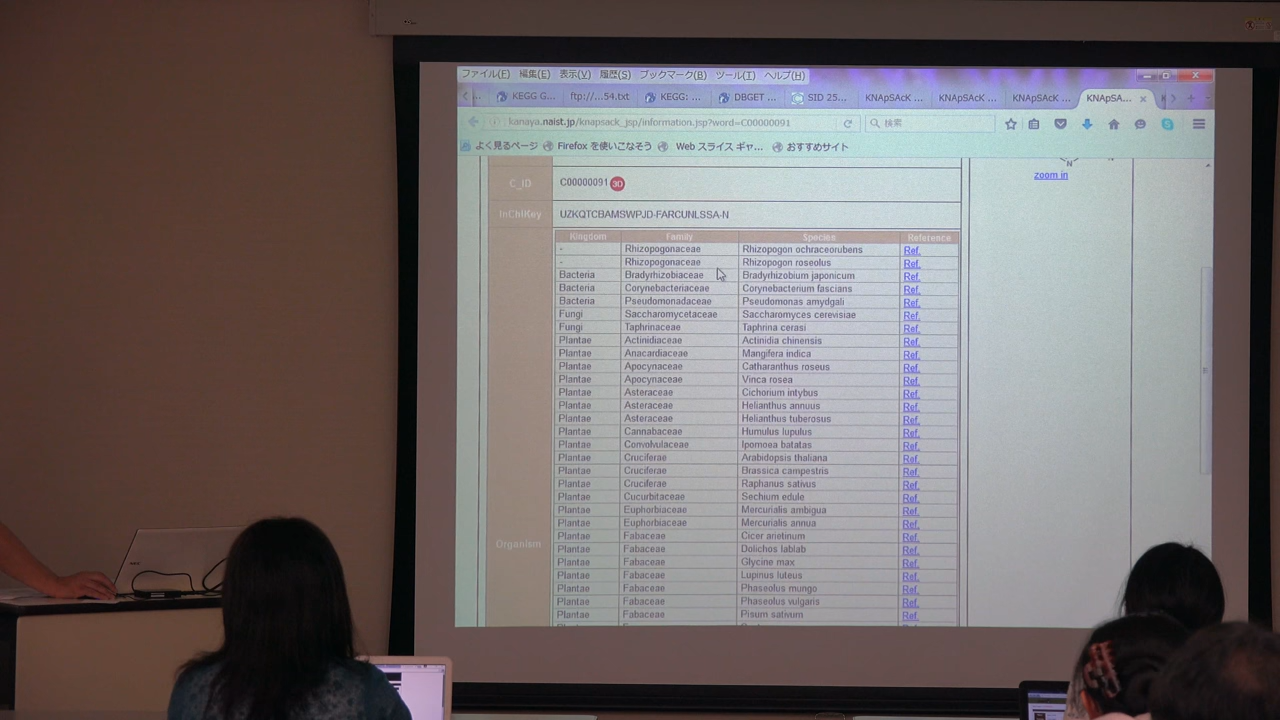 ファイル(F) 編集(E) 表示(V) 履歴(S) ブックマーク(B) ツール(T) ヘルプ(H)
KEGG G... ftp://...54.txt KEGG: ... DBGET ... SID 25... KNApSAcK ... KNApSAcK ... KNApSAcK ... KNApSA...
kanaya.naist.jp/knapsack_jsp/information.jsp?word=C00000091 検索
よく見るページ Firefox を使いこなそう Web スライス ギャ... おすすめサイト
N
zoom in
C_ID C00000091 3D
InChIKey UZKQTCBAMSWPJD-FARCUNLSSA-N
Kingdom Family Species Reference
- Rhizopogonaceae Rhizopogon ochraceorubens Ref.
- Rhizopogonaceae Rhizopogon roseolus Ref.
Bacteria Bradyrhizobiaceae Bradyrhizobium japonicum Ref.
Bacteria Corynebacteriaceae Corynebacterium fascians Ref.
Bacteria Pseudomonadaceae Pseudomonas amydgali Ref.
Fungi Saccharomycetaceae Saccharomyces cerevisiae Ref.
Fungi Taphrinaceae Taphrina cerasi Ref.
Plantae Actinidiaceae Actinidia chinensis Ref.
Plantae Anacardiaceae Mangifera indica Ref.
Plantae Apocynaceae Catharanthus roseus Ref.
Plantae Apocynaceae Vinca rosea Ref.
Plantae Asteraceae Cichorium intybus Ref.
Plantae Asteraceae Helianthus annuus Ref.
Plantae Asteraceae Helianthus tuberosus Ref.
Plantae Cannabaceae Humulus lupulus Ref.
Plantae Convolvulaceae Ipomoea batatas Ref.
Plantae Cruciferae Arabidopsis thaliana Ref.
Plantae Cruciferae Brassica campestris Ref.
Plantae Cruciferae Raphanus sativus Ref.
Plantae Cucurbitaceae Sechium edule Ref.
Plantae Euphorbiaceae Mercurialis ambigua Ref.
Plantae Euphorbiaceae Mercurialis annua Ref.
Plantae Fabaceae Cicer arietinum Ref.
Organism Plantae Fabaceae Dolichos lablab Ref.
Plantae Fabaceae Glycine max Ref.
Plantae Fabaceae Lupinus luteus Ref.
Plantae Fabaceae Phaseolus mungo Ref.
Plantae Fabaceae Phaseolus vulgaris Ref.
Plantae Fabaceae Pisum sativum Ref.